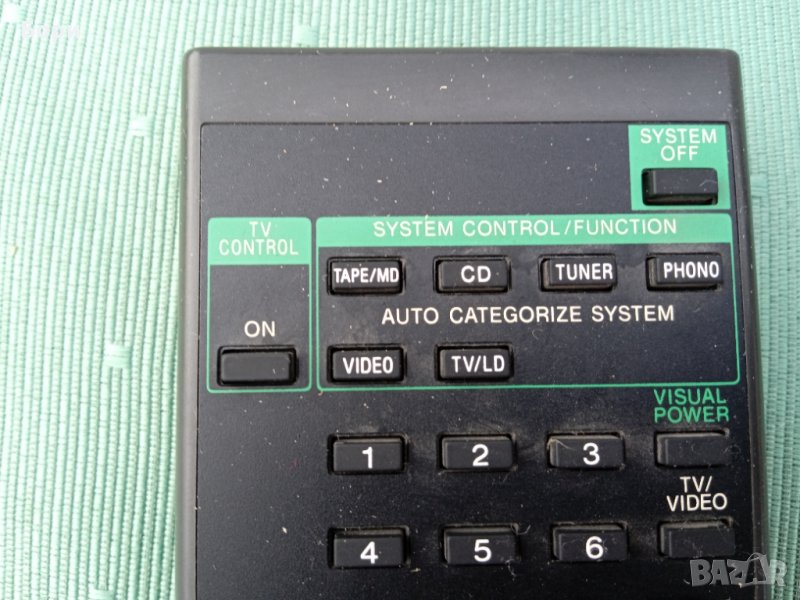 SYSTEM
OFF
TV
CONTROL
SYSTEM CONTROL/FUNCTION
TAPE/MD CD TUNER PHONO
AUTO CATEGORIZE SYSTEM
ON
VIDEO TV/LD
VISUAL
POWER
1 2 3
TV/
VIDEO
4 5 6
BAZAR